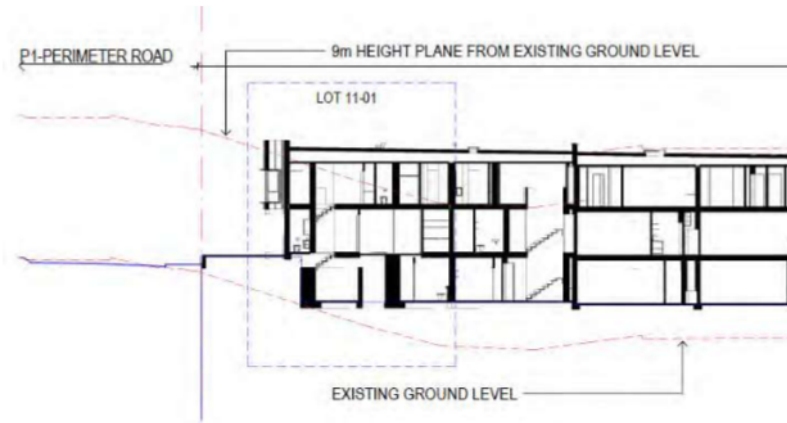 9m HEIGHT PLANE FROM EXISTING GROUND LEVEL
P1-PERIMETER ROAD
LOT 11-01
EXISTING GROUND LEVEL